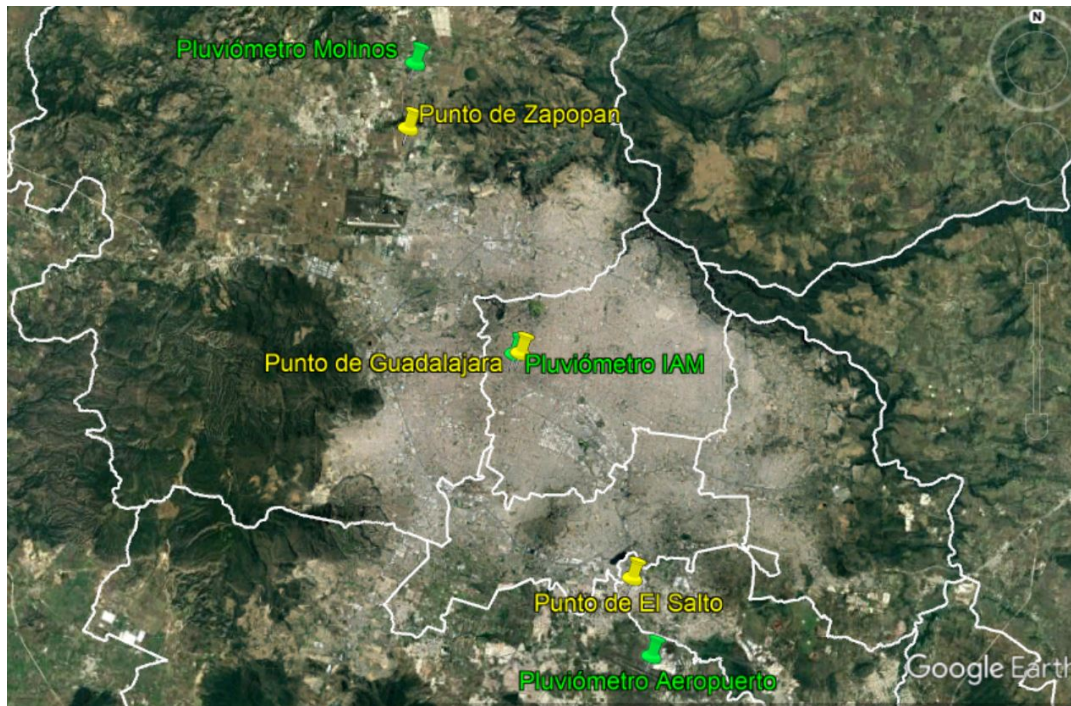 N
Pluviómetro Molinos
Punto de Zapopan
Punto de Guadalajara
Pluviómetro IAM
Punto de El Salto
Pluviómetro Aeropuerto
Google Earth